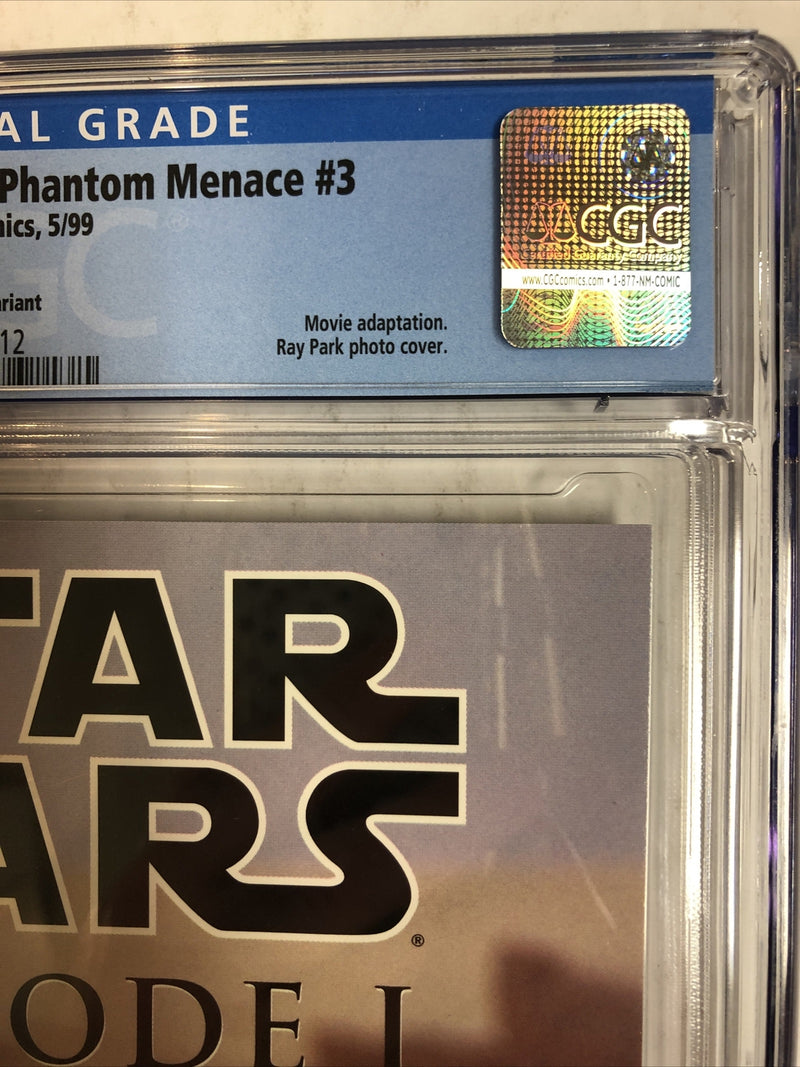 AL GRADE
Phantom Menace #3
nics, 5/99
ariant
12
Movie adaptation.
Ray Park photo cover.
CGC
www.CGCcomics.com • 1-877-NM-COMIC
TAR
ARS
®
ODE I